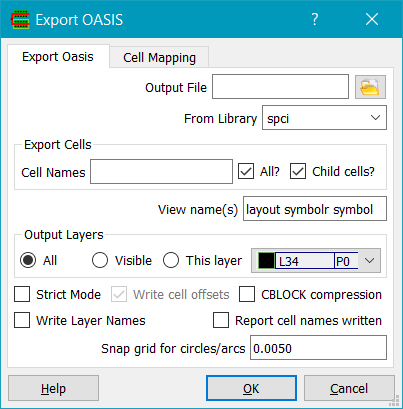 Export OASIS
Export Oasis Cell Mapping
Output File
From Library spci
Export Cells
Cell Names All? Child cells?
View name(s) layout symbolr symbol
Output Layers
All Visible This layer L34 P0
Strict Mode Write cell offsets CBLOCK compression
Write Layer Names Report cell names written
Snap grid for circles/arcs 0.0050
Help OK Cancel